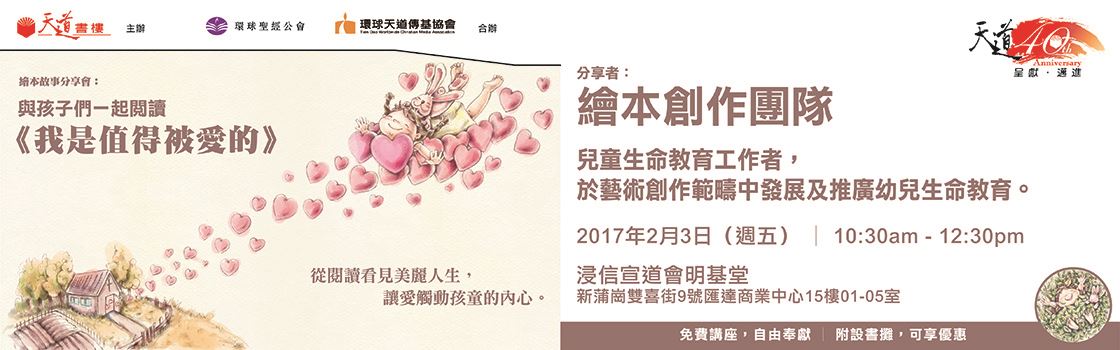 天道書樓 主辦
環球聖經公會
環球天道傳基協會 合辦
Tien Dao Worldwide Christian Media Association
繪本故事分享會：
與孩子們一起閱讀
《我是值得被愛的》
從閱讀看見美麗人生，
讓愛觸動孩童的內心。
天道 40th
Anniversary
呈獻・邁進
分享者：
繪本創作團隊
兒童生命教育工作者，
於藝術創作範疇中發展及推廣幼兒生命教育。
2017年2月3日（週五）｜10:30am - 12:30pm
浸信宣道會明基堂
新蒲崗雙喜街9號匯達商業中心15樓01-05室
免費講座，自由奉獻｜附設書攤，可享優惠